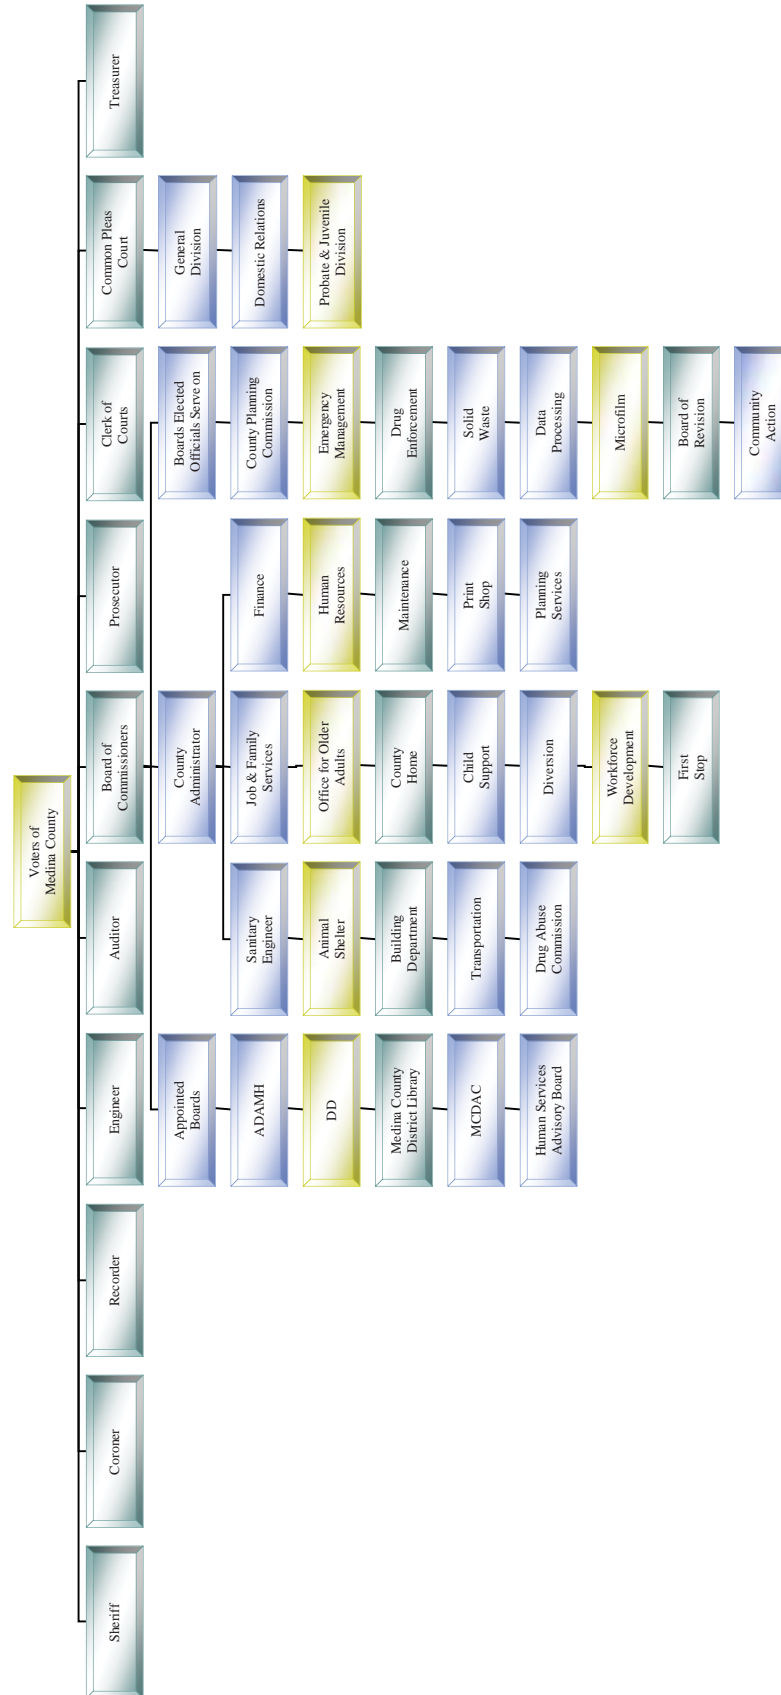 Voters of
Medina County
Sheriff
Coroner
Recorder
Engineer
Auditor
Board of
Commissioners
Prosecutor
Clerk of
Courts
Common Pleas
Court
Treasurer
Appointed
Boards
ADAMH
DD
Medina County
District Library
MCDAC
Human Services
Advisory Board
County
Administrator
Sanitary
Engineer
Animal
Shelter
Building
Department
Transportation
Drug Abuse
Commission
Job & Family
Services
Office for Older
Adults
County
Home
Child
Support
Diversion
Workforce
Development
First
Stop
Finance
Human
Resources
Maintenance
Print
Shop
Planning
Services
Boards Elected
Officials Serve on
County Planning
Commission
Emergency
Management
Drug
Enforcement
Solid
Waste
Data
Processing
Microfilm
Board of
Revision
Community
Action
General
Division
Domestic Relations
Probate & Juvenile
Division